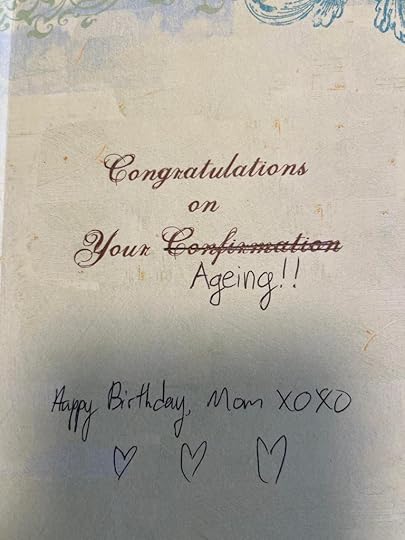 Congratulations
on
Your Confirmation
Ageing!!
Happy Birthday, Mom XOXO